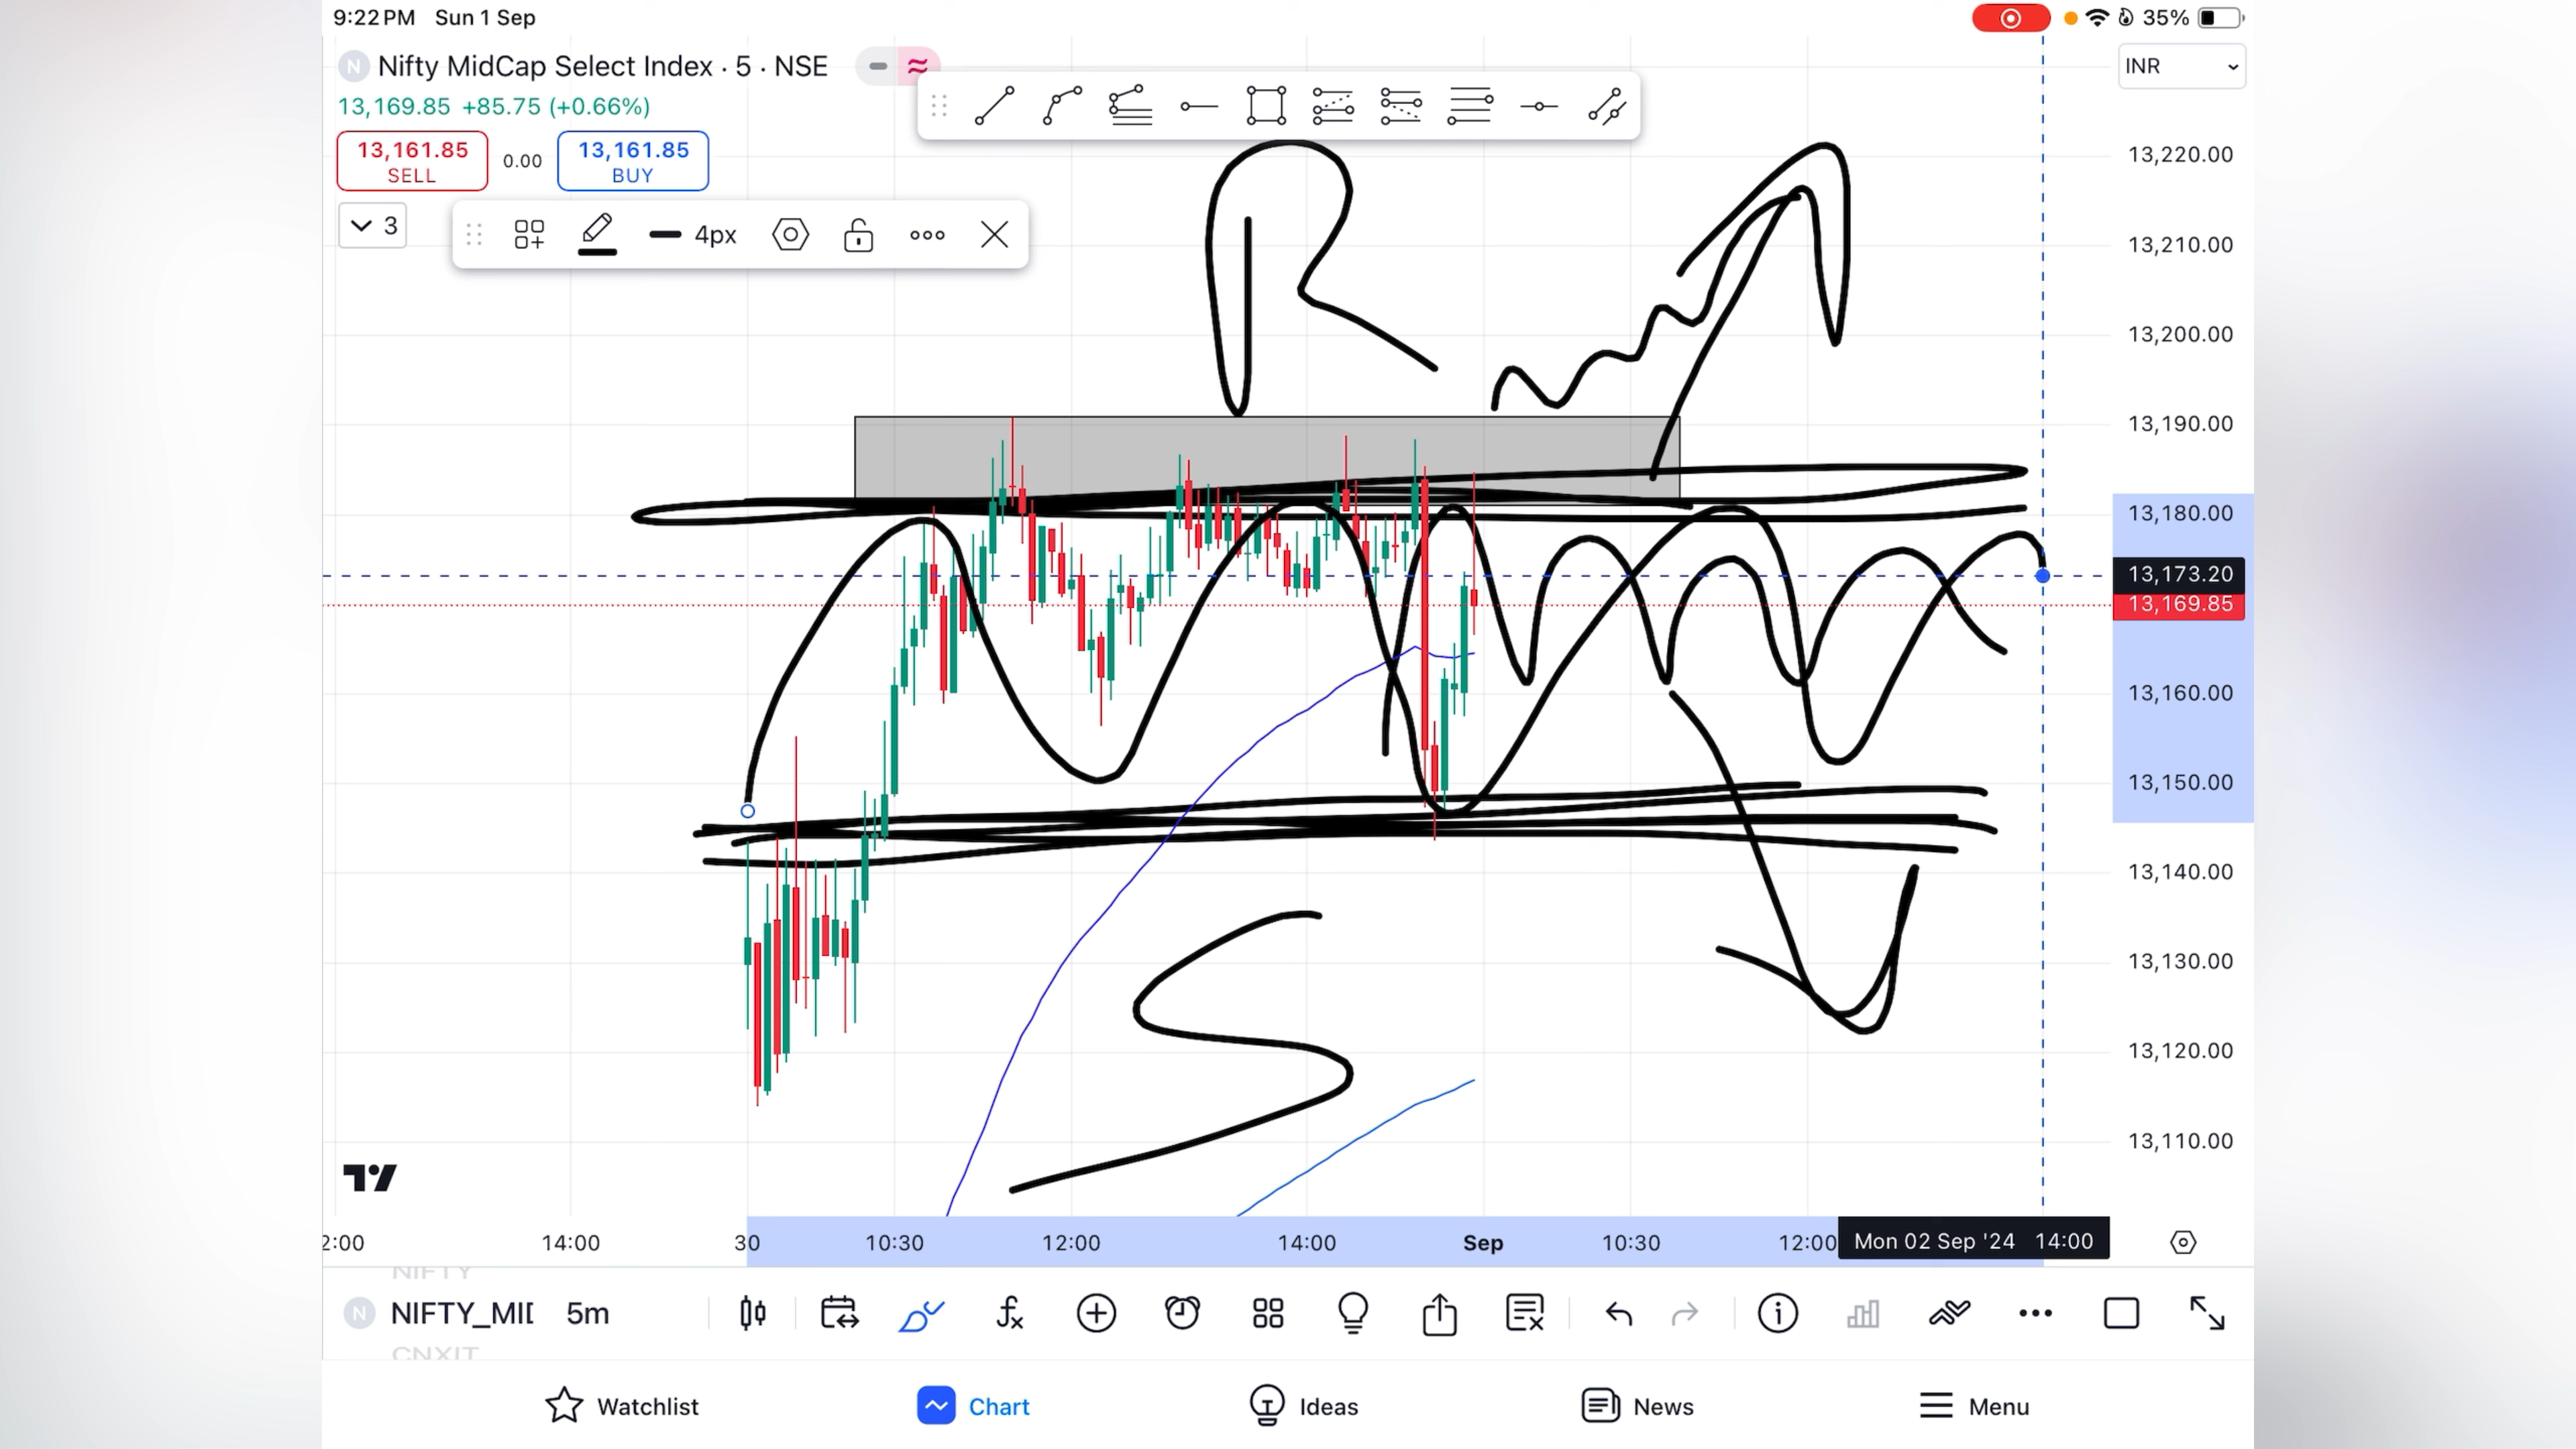 9:22 PM Sun 1 Sep 35%
N Nifty MidCap Select Index · 5 · NSE INR
13,169.85 +85.75 (+0.66%)
13,161.85 SELL 0.00 13,161.85 BUY
3 4px
R
S
13,220.00
13,210.00
13,200.00
13,190.00
13,180.00
13,173.20
13,169.85
13,160.00
13,150.00
13,140.00
13,130.00
13,120.00
13,110.00
2:00 14:00 30 10:30 12:00 14:00 Sep 10:30 12:00 Mon 02 Sep '24 14:00
NIFTY
N NIFTY_MI 5m
CNXIT
Watchlist Chart Ideas News Menu